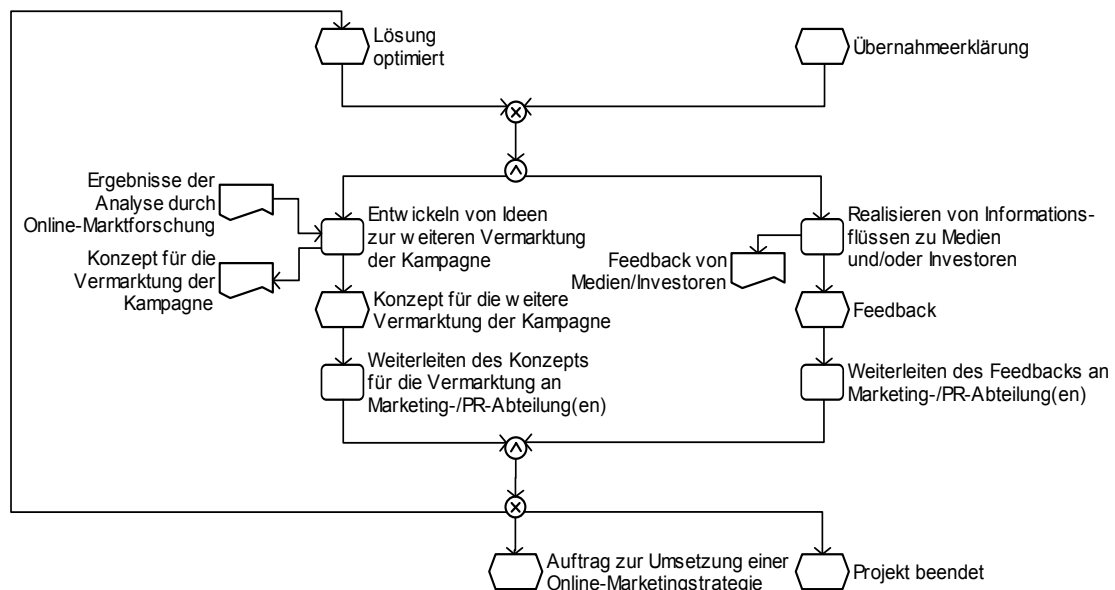 Lösung
optimiert
Übernahmeerklärung
Ergebnisse der
Analyse durch
Online-Marktforschung
Entwickeln von Ideen
zur weiteren Vermarktung
der Kampagne
Realisieren von Informations-
flüssen zu Medien
und/oder Investoren
Konzept für die
Vermarktung der
Kampagne
Feedback von
Medien/Investoren
Konzept für die weitere
Vermarktung der Kampagne
Feedback
Weiterleiten des Konzepts
für die Vermarktung an
Marketing-/PR-Abteilung(en)
Weiterleiten des Feedbacks an
Marketing-/PR-Abteilung(en)
Auftrag zur Umsetzung einer
Online-Marketingstrategie
Projekt beendet